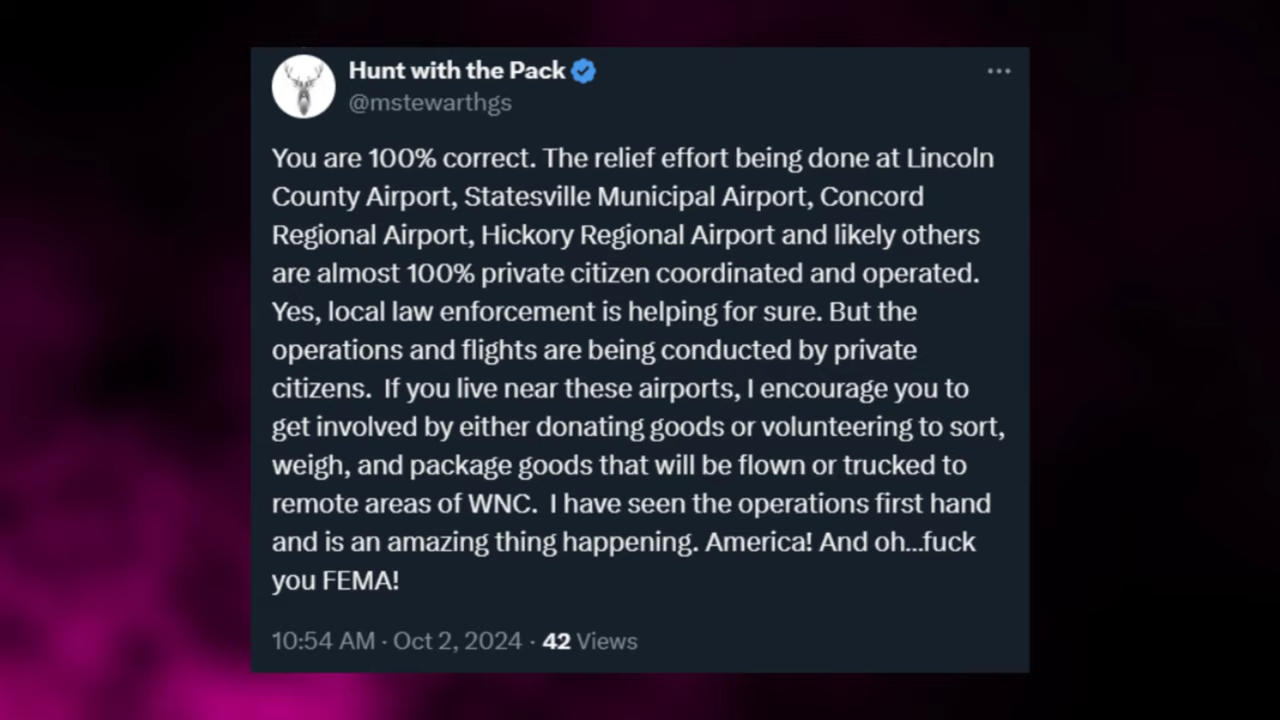 Hunt with the Pack
@mstewarthgs
You are 100% correct. The relief effort being done at Lincoln
County Airport, Statesville Municipal Airport, Concord
Regional Airport, Hickory Regional Airport and likely others
are almost 100% private citizen coordinated and operated.
Yes, local law enforcement is helping for sure. But the
operations and flights are being conducted by private
citizens.  If you live near these airports, I encourage you to
get involved by either donating goods or volunteering to sort,
weigh, and package goods that will be flown or trucked to
remote areas of WNC.  I have seen the operations first hand
and is an amazing thing happening. America! And oh...fuck
you FEMA!
10:54 AM · Oct 2, 2024 · 42 Views